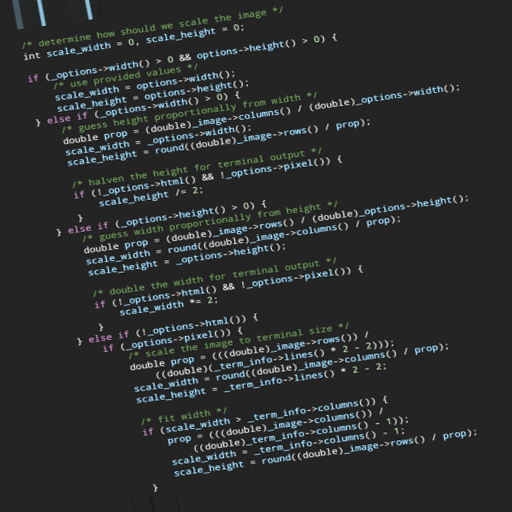 /* determine how should we scale the image */
int scale_width = 0, scale_height = 0;
if (_options->width() > 0 && options->height() > 0) {
/* use provided values */
scale_width = options->width();
scale_height = options->height();
} else if (_options->width() > 0) {
/* guess height proportionally from width */
double prop = (double)_image->columns() / (double)_options->width();
scale_width = _options->width();
scale_height = round((double)_image->rows() / prop);
/* halven the height for terminal output */
if (!_options->html() && !_options->pixel()) {
scale_height /= 2;
}
} else if (_options->height() > 0) {
/* guess width proportionally from height */
double prop = (double)_image->rows() / (double)_options->height();
scale_width = round((double)_image->columns() / prop);
scale_height = _options->height();
/* double the width for terminal output */
if (!_options->html() && !_options->pixel()) {
scale_width *= 2;
}
} else if (!_options->html()) {
if (_options->pixel()) {
/* scale the image to terminal size */
double prop = (((double)_image->rows()) /
((double)(_term_info->lines() * 2 - 2)));
scale_width = round((double)_image->columns() / prop);
scale_height = _term_info->lines() * 2 - 2;
/* fit width */
if (scale_width > _term_info->columns()) {
prop = (((double)_image->columns()) /
((double)_term_info->columns() - 1));
scale_width = _term_info->columns() - 1;
scale_height = round((double)_image->rows() / prop);
}